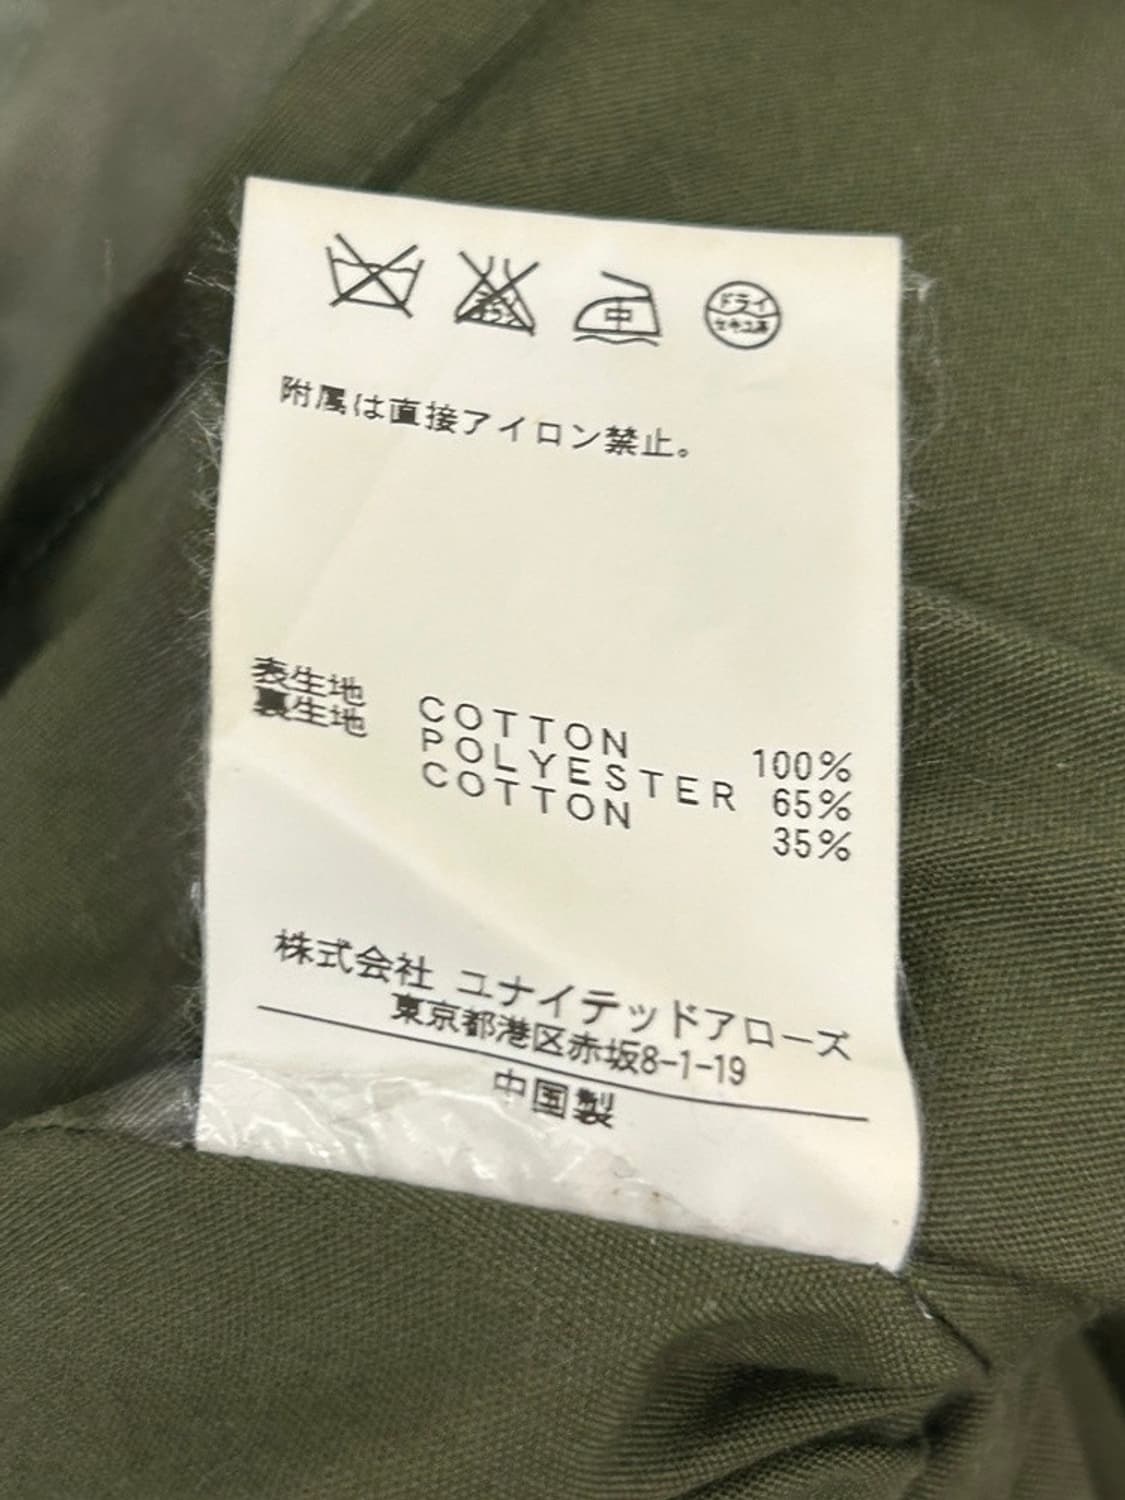 中 ドライ セキユ系
附属は直接アイロン禁止。
表生地 COTTON 100%
裏生地 POLYESTER 65%
COTTON 35%
株式会社 ユナイテッドアローズ
東京都港区赤坂8-1-19
中国製